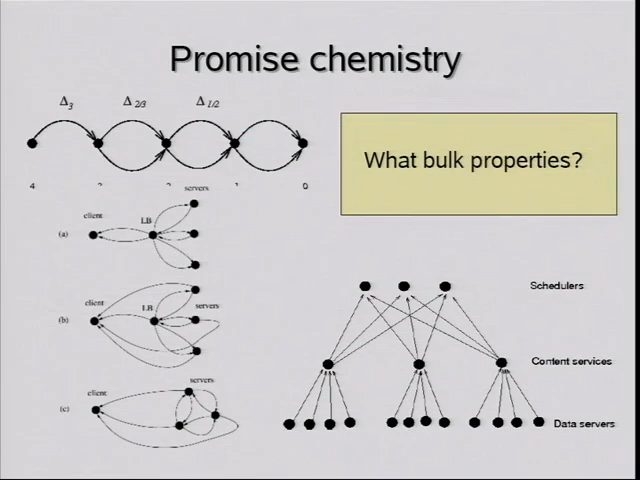 Promise chemistry
Δ3 Δ2/3 Δ1/2
What bulk properties?
4 0
servers
client LB
(a)
client LB servers
(b)
servers
client
(c)
Schedulers
Content services
Data servers